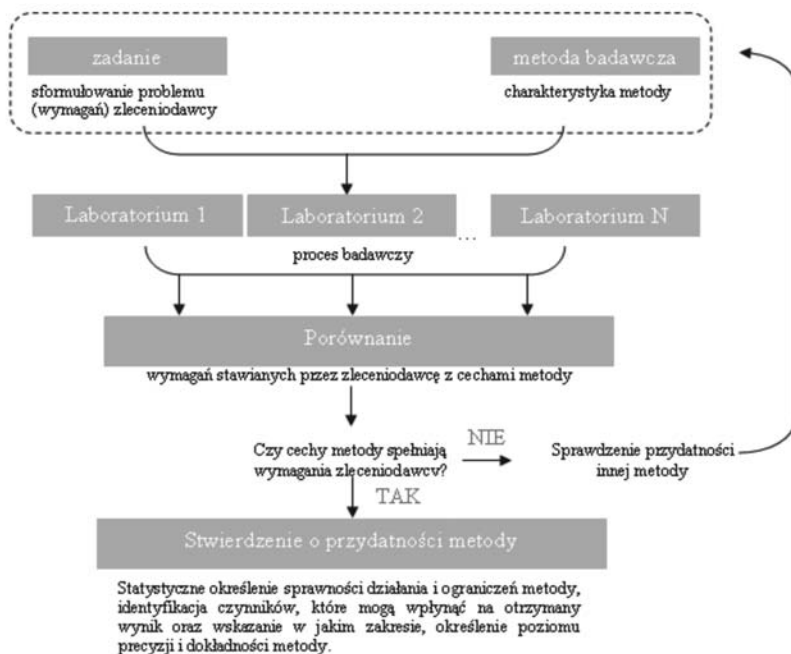 zadanie
metoda badawcza
sformułowanie problemu
(wymagań) zleceniodawcy
charakterystyka metody
Laboratorium 1
Laboratorium 2
...
Laboratorium N
proces badawczy
Porównanie
wymagań stawianych przez zleceniodawcę z cechami metody
Czy cechy metody spełniają
wymagania zleceniodawcy?
NIE
Sprawdzenie przydatności
innej metody
TAK
Stwierdzenie o przydatności metody
Statystyczne określenie sprawności działania i ograniczeń metody,
identyfikacja czynników, które mogą wpłynąć na otrzymany
wynik oraz wskazanie w jakim zakresie, określenie poziomu
precyzji i dokładności metody.